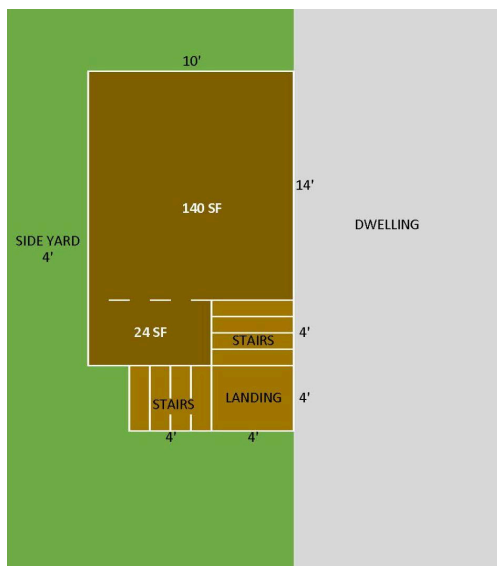 10'
14'
140 SF
DWELLING
SIDE YARD
4'
24 SF
STAIRS
4'
LANDING
4'
STAIRS
4'
4'